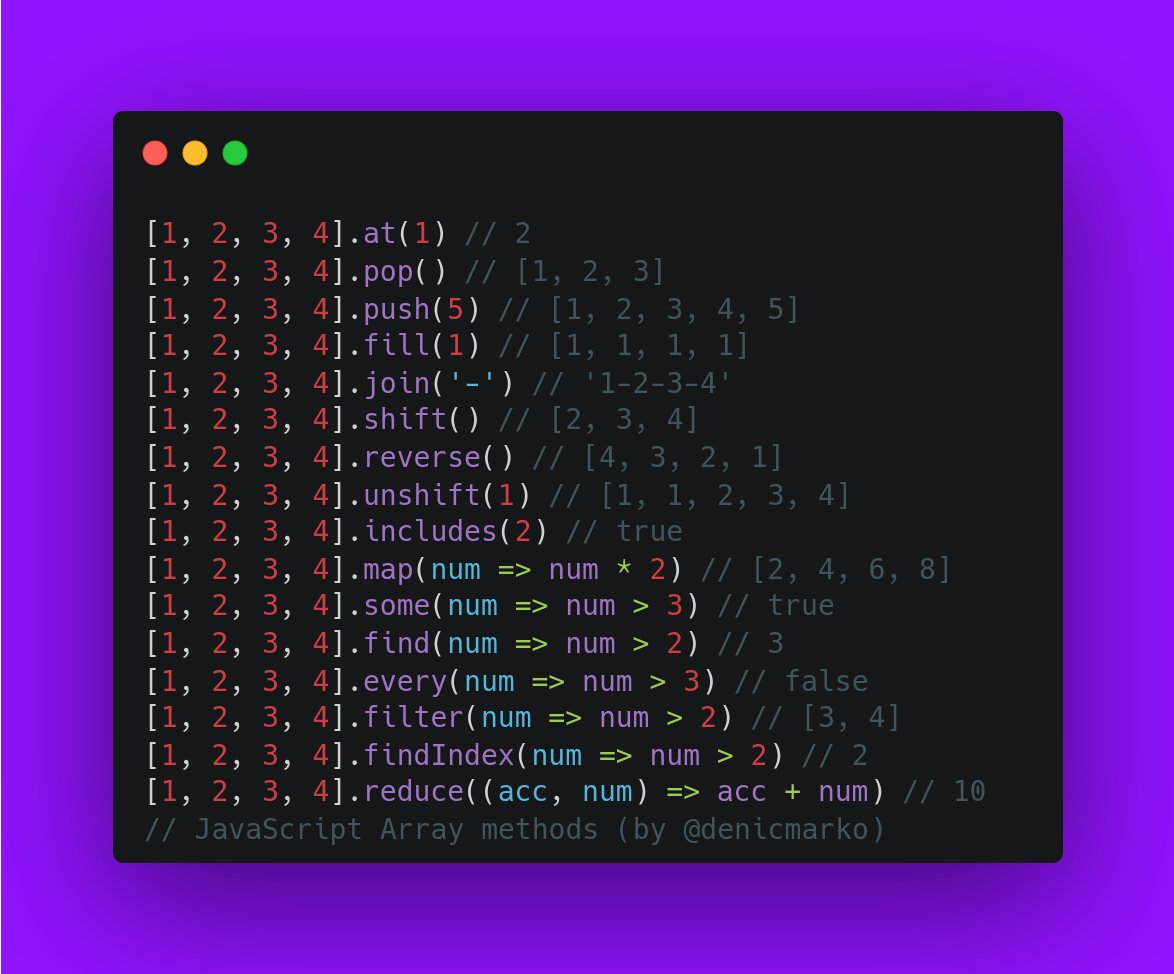 [1, 2, 3, 4].at(1) // 2
[1, 2, 3, 4].pop() // [1, 2, 3]
[1, 2, 3, 4].push(5) // [1, 2, 3, 4, 5]
[1, 2, 3, 4].fill(1) // [1, 1, 1, 1]
[1, 2, 3, 4].join('-') // '1-2-3-4'
[1, 2, 3, 4].shift() // [2, 3, 4]
[1, 2, 3, 4].reverse() // [4, 3, 2, 1]
[1, 2, 3, 4].unshift(1) // [1, 1, 2, 3, 4]
[1, 2, 3, 4].includes(2) // true
[1, 2, 3, 4].map(num => num * 2) // [2, 4, 6, 8]
[1, 2, 3, 4].some(num => num > 3) // true
[1, 2, 3, 4].find(num => num > 2) // 3
[1, 2, 3, 4].every(num => num > 3) // false
[1, 2, 3, 4].filter(num => num > 2) // [3, 4]
[1, 2, 3, 4].findIndex(num => num > 2) // 2
[1, 2, 3, 4].reduce((acc, num) => acc + num) // 10
// JavaScript Array methods (by @denicmarko)